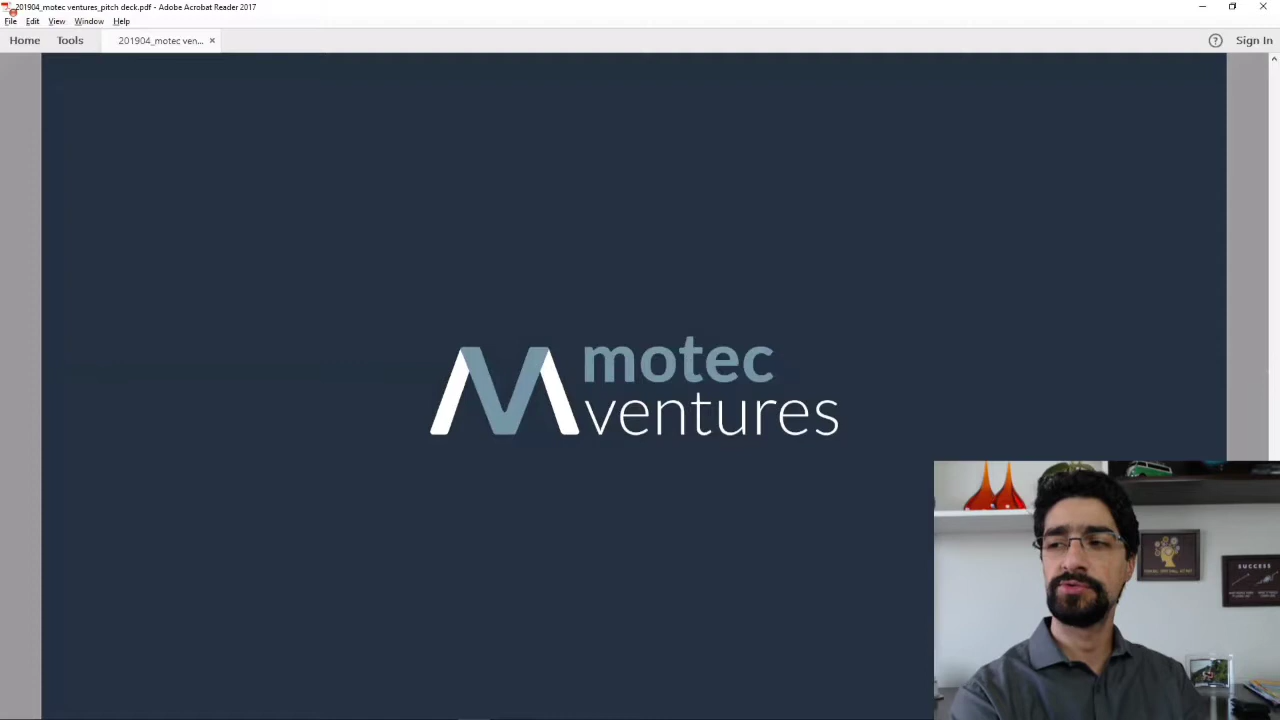 201904_motec ventures_pitch deck.pdf - Adobe Acrobat Reader 2017
File Edit View Window Help
Home Tools 201904_motec ven... × ? Sign In
motec
ventures
SUCCESS